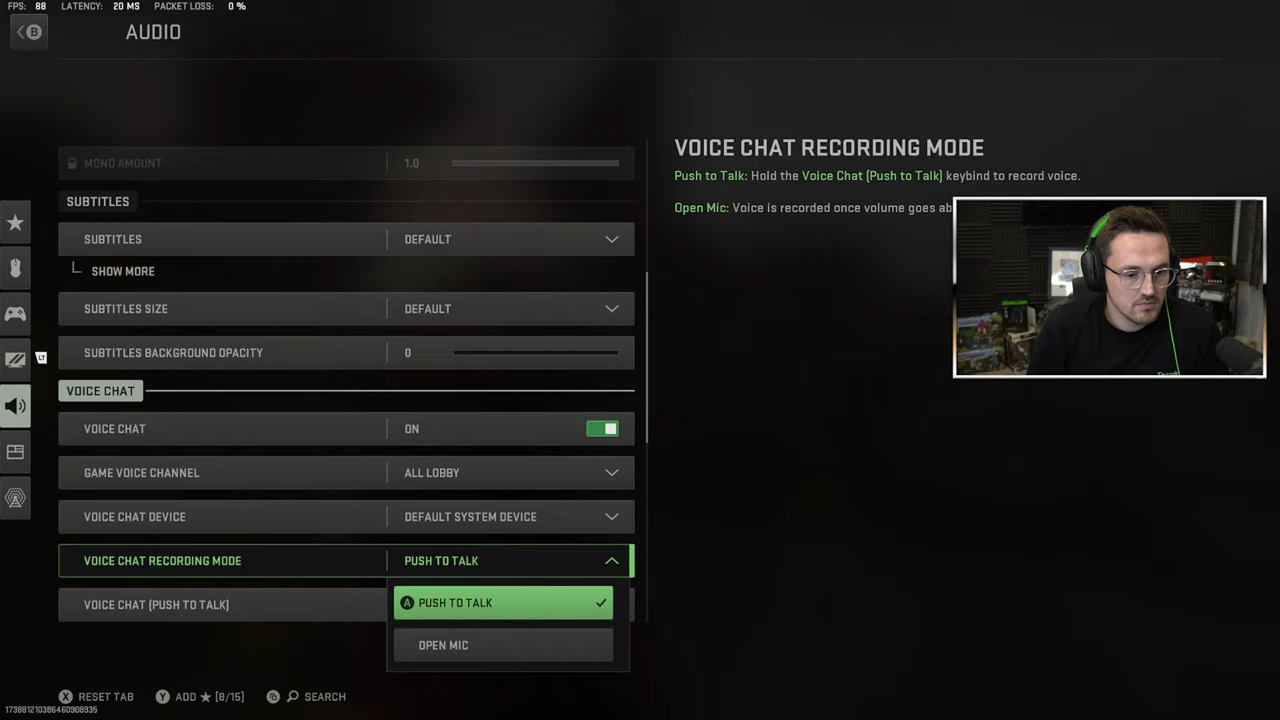 FPS: 88 LATENCY: 20 MS PACKET LOSS: 0 %
B
AUDIO
MONO AMOUNT 1.0
SUBTITLES
SUBTITLES DEFAULT
SHOW MORE
SUBTITLES SIZE DEFAULT
SUBTITLES BACKGROUND OPACITY 0
LT
VOICE CHAT
VOICE CHAT ON
GAME VOICE CHANNEL ALL LOBBY
VOICE CHAT DEVICE DEFAULT SYSTEM DEVICE
VOICE CHAT RECORDING MODE PUSH TO TALK
A PUSH TO TALK
VOICE CHAT (PUSH TO TALK)
OPEN MIC
X RESET TAB Y ADD ★ [8/15] SEARCH
VOICE CHAT RECORDING MODE
Push to Talk: Hold the Voice Chat (Push to Talk) keybind to record voice.
Open Mic: Voice is recorded once volume goes ab